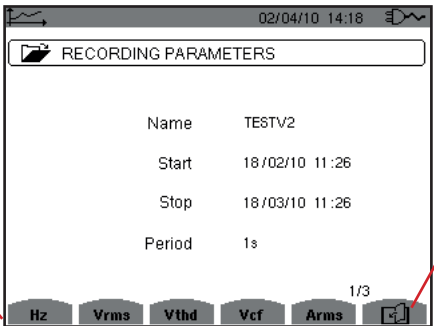 02/04/10 14:18
RECORDING PARAMETERS
Name TESTV2
Start 18/02/10 11:26
Stop 18/03/10 11:26
Period 1s
1/3
Hz Vrms Vthd Vcf Arms